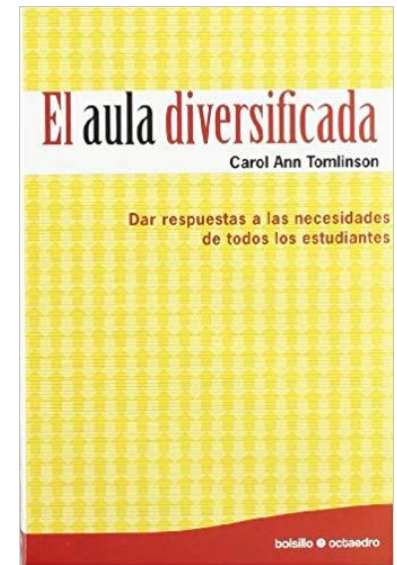 El aula diversificada
Carol Ann Tomlinson
Dar respuestas a las necesidades
de todos los estudiantes
bolsillo octaedro